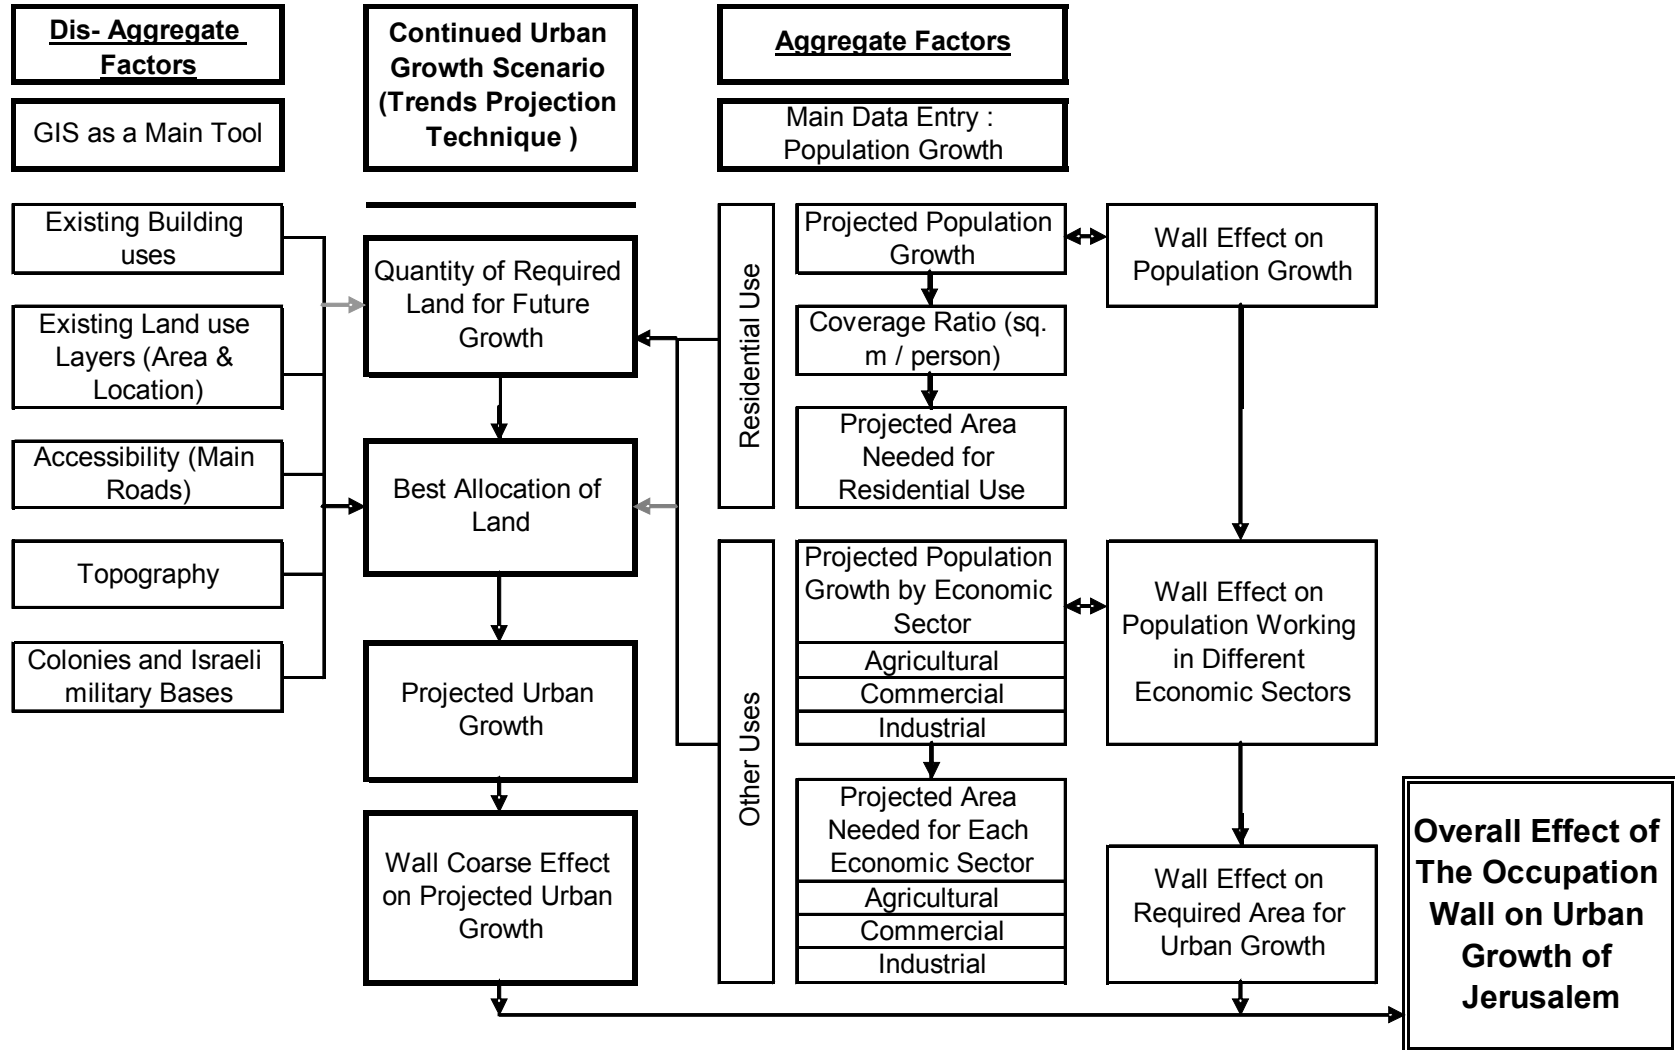 Dis- Aggregate
Factors
GIS as a Main Tool
Existing Building
uses
Existing Land use
Layers (Area &
Location)
Accessibility (Main
Roads)
Topography
Colonies and Israeli
military Bases
Continued Urban
Growth Scenario
(Trends Projection
Technique )
Quantity of Required
Land for Future
Growth
Best Allocation of
Land
Projected Urban
Growth
Wall Coarse Effect
on Projected Urban
Growth
Aggregate Factors
Main Data Entry :
Population Growth
Residential Use
Projected Population
Growth
Coverage Ratio (sq.
m / person)
Projected Area
Needed for
Residential Use
Other Uses
Projected Population
Growth by Economic
Sector
Agricultural
Commercial
Industrial
Projected Area
Needed for Each
Economic Sector
Agricultural
Commercial
Industrial
Wall Effect on
Population Growth
Wall Effect on
Population Working
in Different
Economic Sectors
Wall Effect on
Required Area for
Urban Growth
Overall Effect of
The Occupation
Wall on Urban
Growth of
Jerusalem